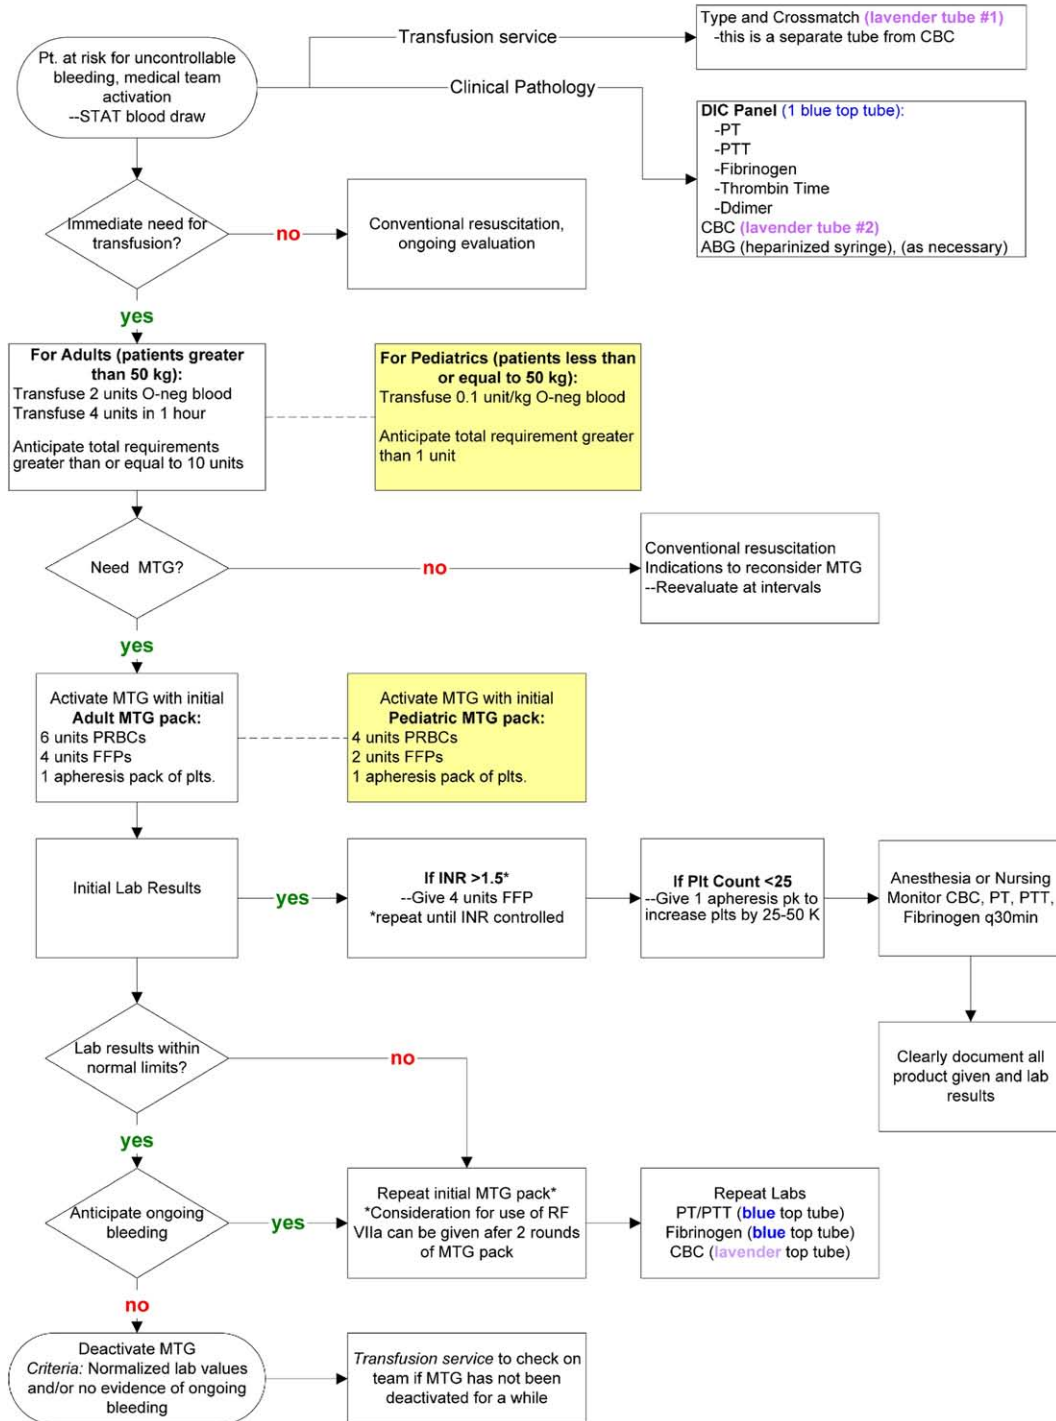 Pt. at risk for uncontrollable
bleeding, medical team
activation
--STAT blood draw
Transfusion service
Clinical Pathology
Type and Crossmatch (lavender tube #1)
-this is a separate tube from CBC
DIC Panel (1 blue top tube):
-PT
-PTT
-Fibrinogen
-Thrombin Time
-Ddimer
CBC (lavender tube #2)
ABG (heparinized syringe), (as necessary)
Immediate need for
transfusion?
no
Conventional resuscitation,
ongoing evaluation
yes
For Adults (patients greater
than 50 kg):
Transfuse 2 units O-neg blood
Transfuse 4 units in 1 hour
Anticipate total requirements
greater than or equal to 10 units
For Pediatrics (patients less than
or equal to 50 kg):
Transfuse 0.1 unit/kg O-neg blood
Anticipate total requirement greater
than 1 unit
Need MTG?
no
Conventional resuscitation
Indications to reconsider MTG
--Reevaluate at intervals
yes
Activate MTG with initial
Adult MTG pack:
6 units PRBCs
4 units FFPs
1 apheresis pack of plts.
Activate MTG with initial
Pediatric MTG pack:
4 units PRBCs
2 units FFPs
1 apheresis pack of plts.
Initial Lab Results
yes
If INR >1.5*
--Give 4 units FFP
*repeat until INR controlled
If Plt Count <25
--Give 1 apheresis pk to
increase plts by 25-50 K
Anesthesia or Nursing
Monitor CBC, PT, PTT,
Fibrinogen q30min
Clearly document all
product given and lab
results
Lab results within
normal limits?
no
yes
Anticipate ongoing
bleeding
yes
Repeat initial MTG pack*
*Consideration for use of RF
VIIa can be given afer 2 rounds
of MTG pack
Repeat Labs
PT/PTT (blue top tube)
Fibrinogen (blue top tube)
CBC (lavender top tube)
no
Deactivate MTG
Criteria: Normalized lab values
and/or no evidence of ongoing
bleeding
Transfusion service to check on
team if MTG has not been
deactivated for a while